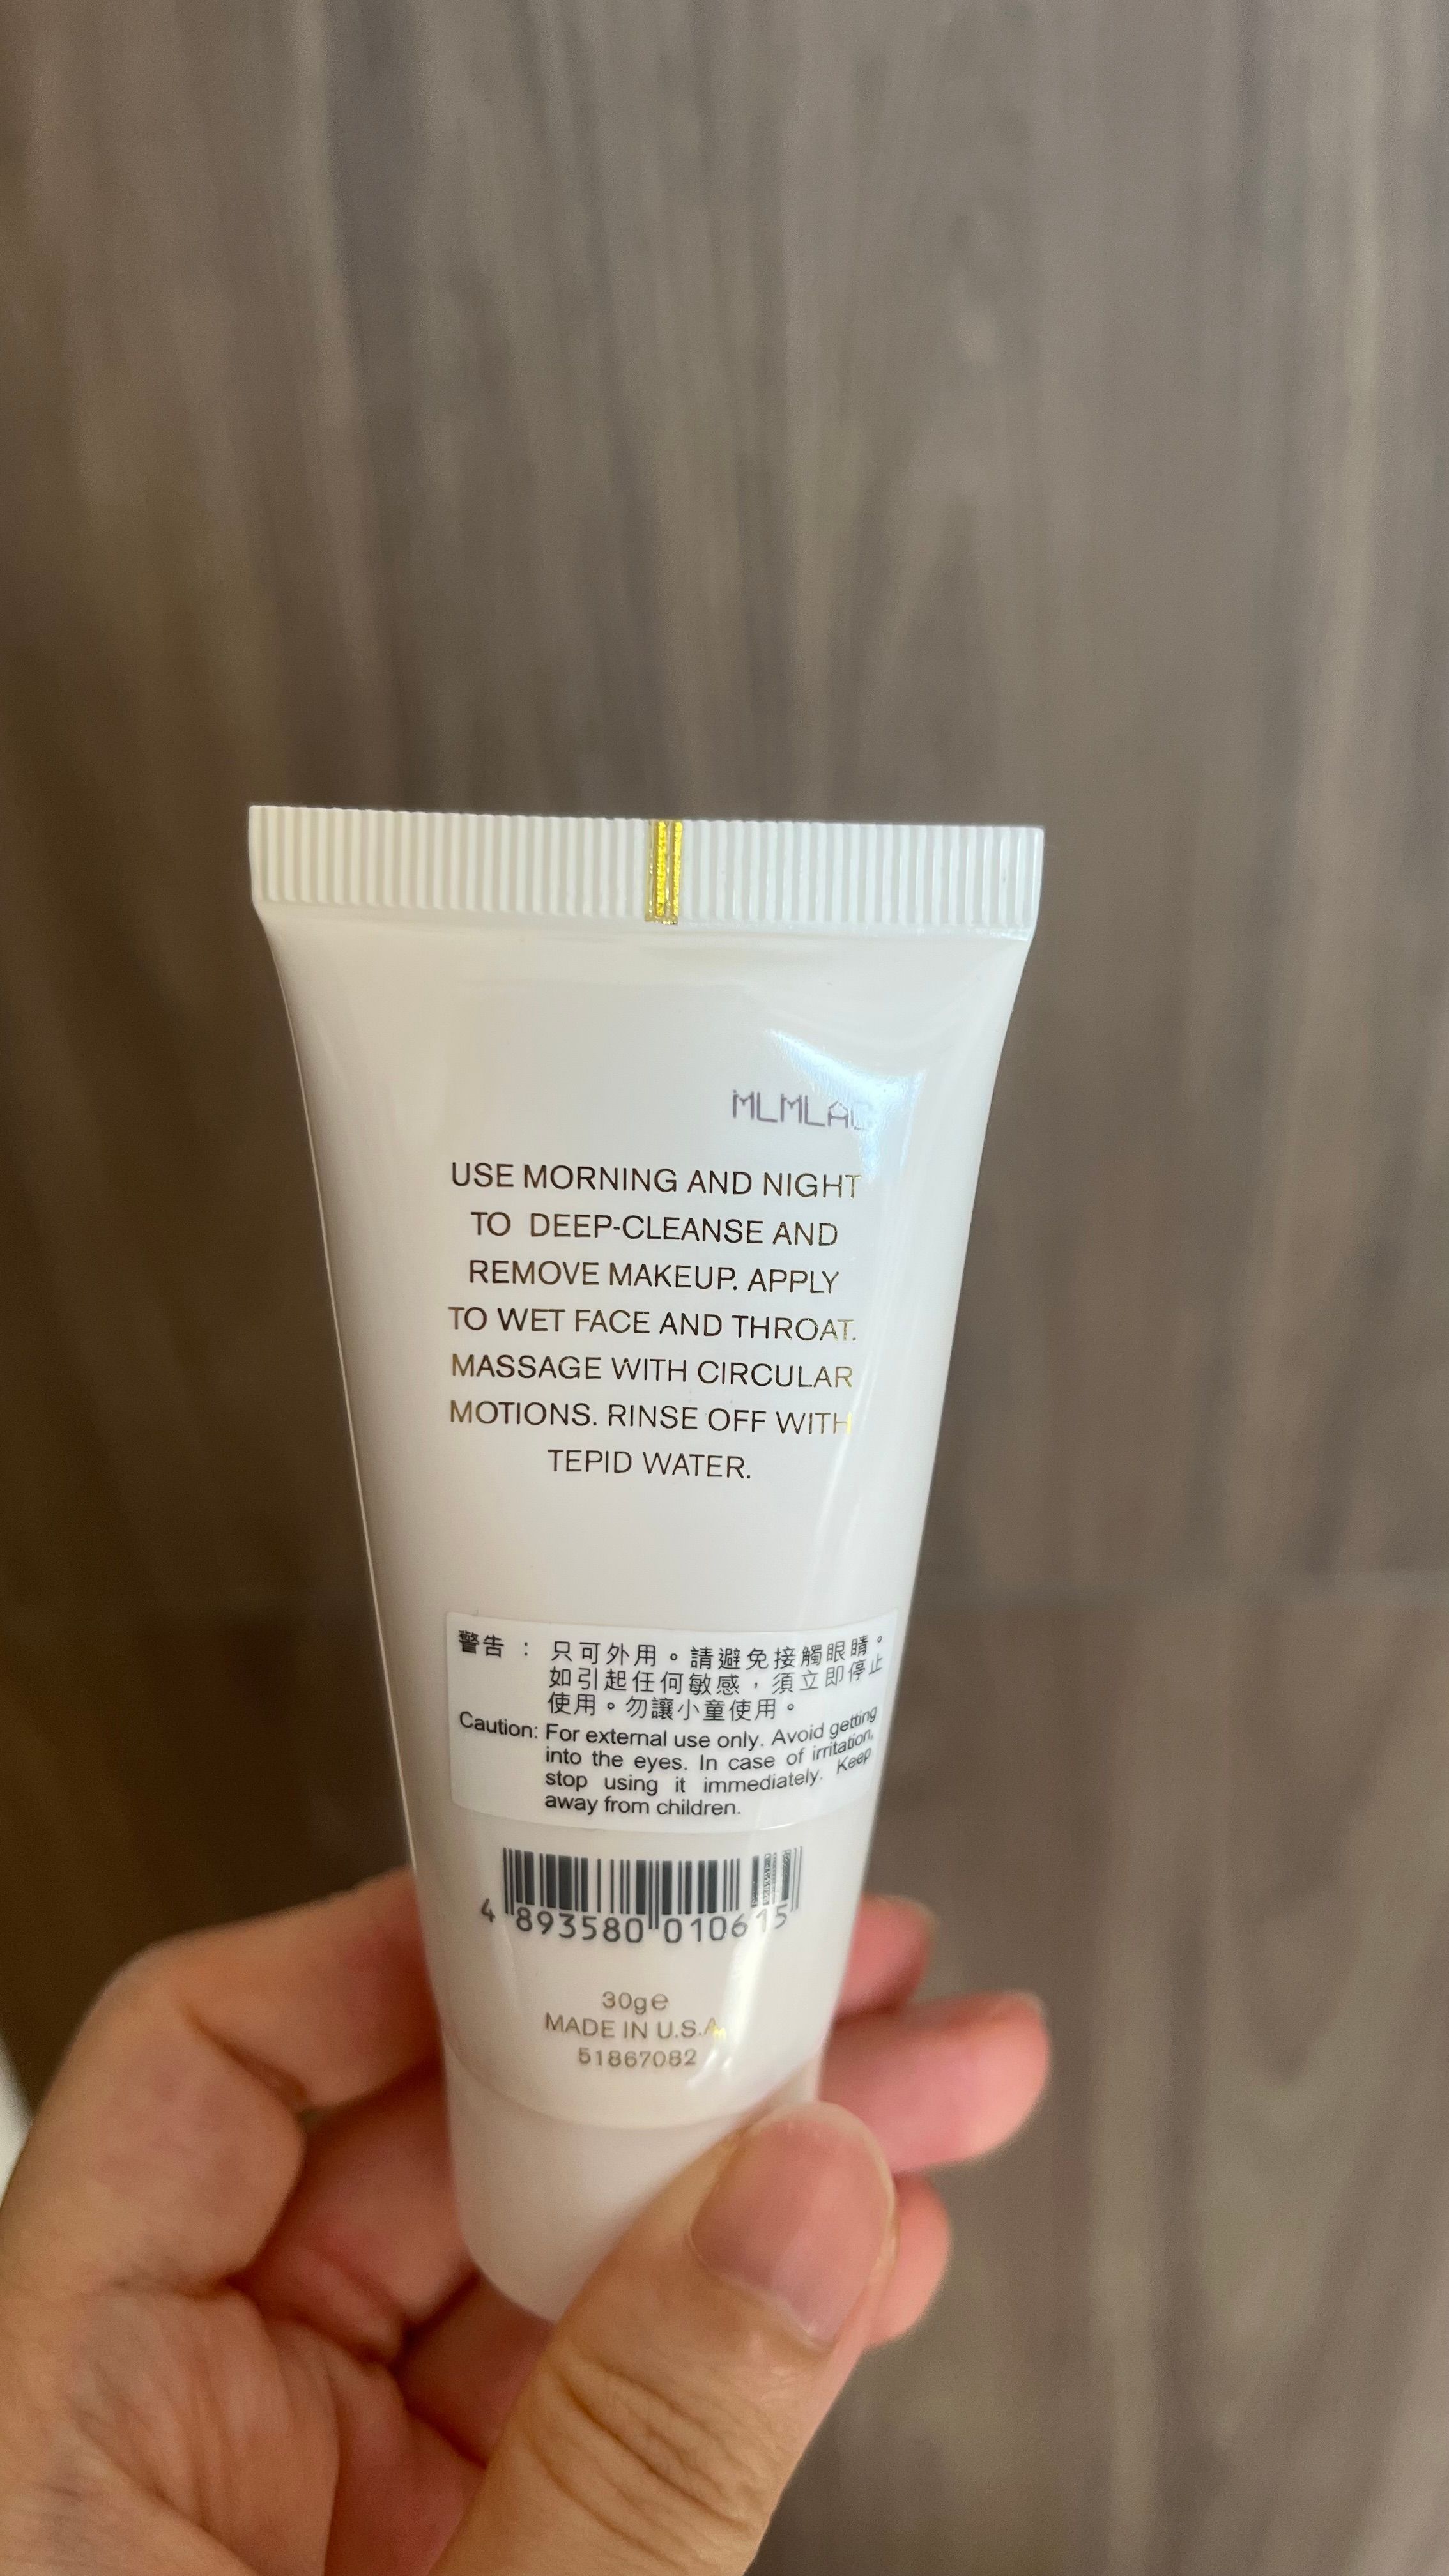 USE MORNING AND NIGHT
TO DEEP-CLEANSE AND
REMOVE MAKEUP. APPLY
TO WET FACE AND THROAT.
MASSAGE WITH CIRCULAR
MOTIONS. RINSE OFF WITH
TEPID WATER.
警告 : 只可外用。請避免接觸眼睛。
如引起任何敏感,須立即停止
使用。勿讓小童使用。
Caution: For external use only. Avoid getting
into the eyes. In case of irritation,
stop using it immediately. Keep
away from children.
4 893580 010615
30g℮
MADE IN U.S.A.
51867082